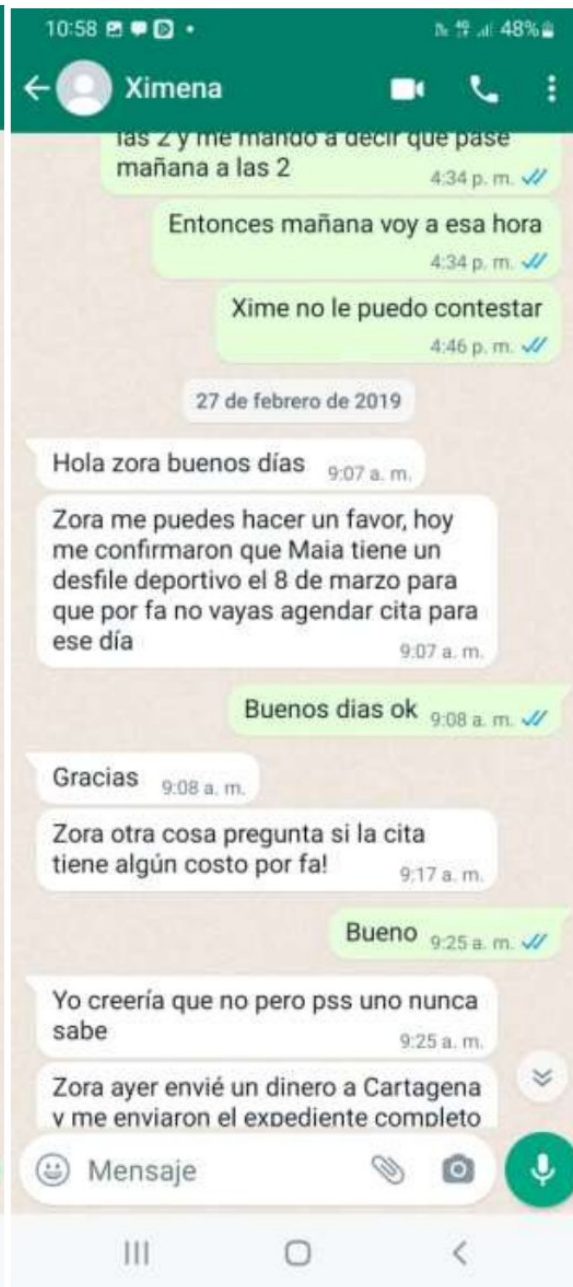 10:58
48%
Ximena
las 2 y me mando a decir que pase
mañana a las 2
4:34 p. m.
Entonces mañana voy a esa hora
4:34 p. m.
Xime no le puedo contestar
4:46 p. m.
27 de febrero de 2019
Hola zora buenos días 9:07 a. m.
Zora me puedes hacer un favor, hoy
me confirmaron que Maia tiene un
desfile deportivo el 8 de marzo para
que por fa no vayas agendar cita para
ese día
9:07 a. m.
Buenos dias ok 9:08 a. m.
Gracias 9:08 a. m.
Zora otra cosa pregunta si la cita
tiene algún costo por fa!
9:17 a. m.
Bueno 9:25 a. m.
Yo creería que no pero pss uno nunca
sabe
9:25 a. m.
Zora ayer envié un dinero a Cartagena
y me enviaron el expediente completo
Mensaje